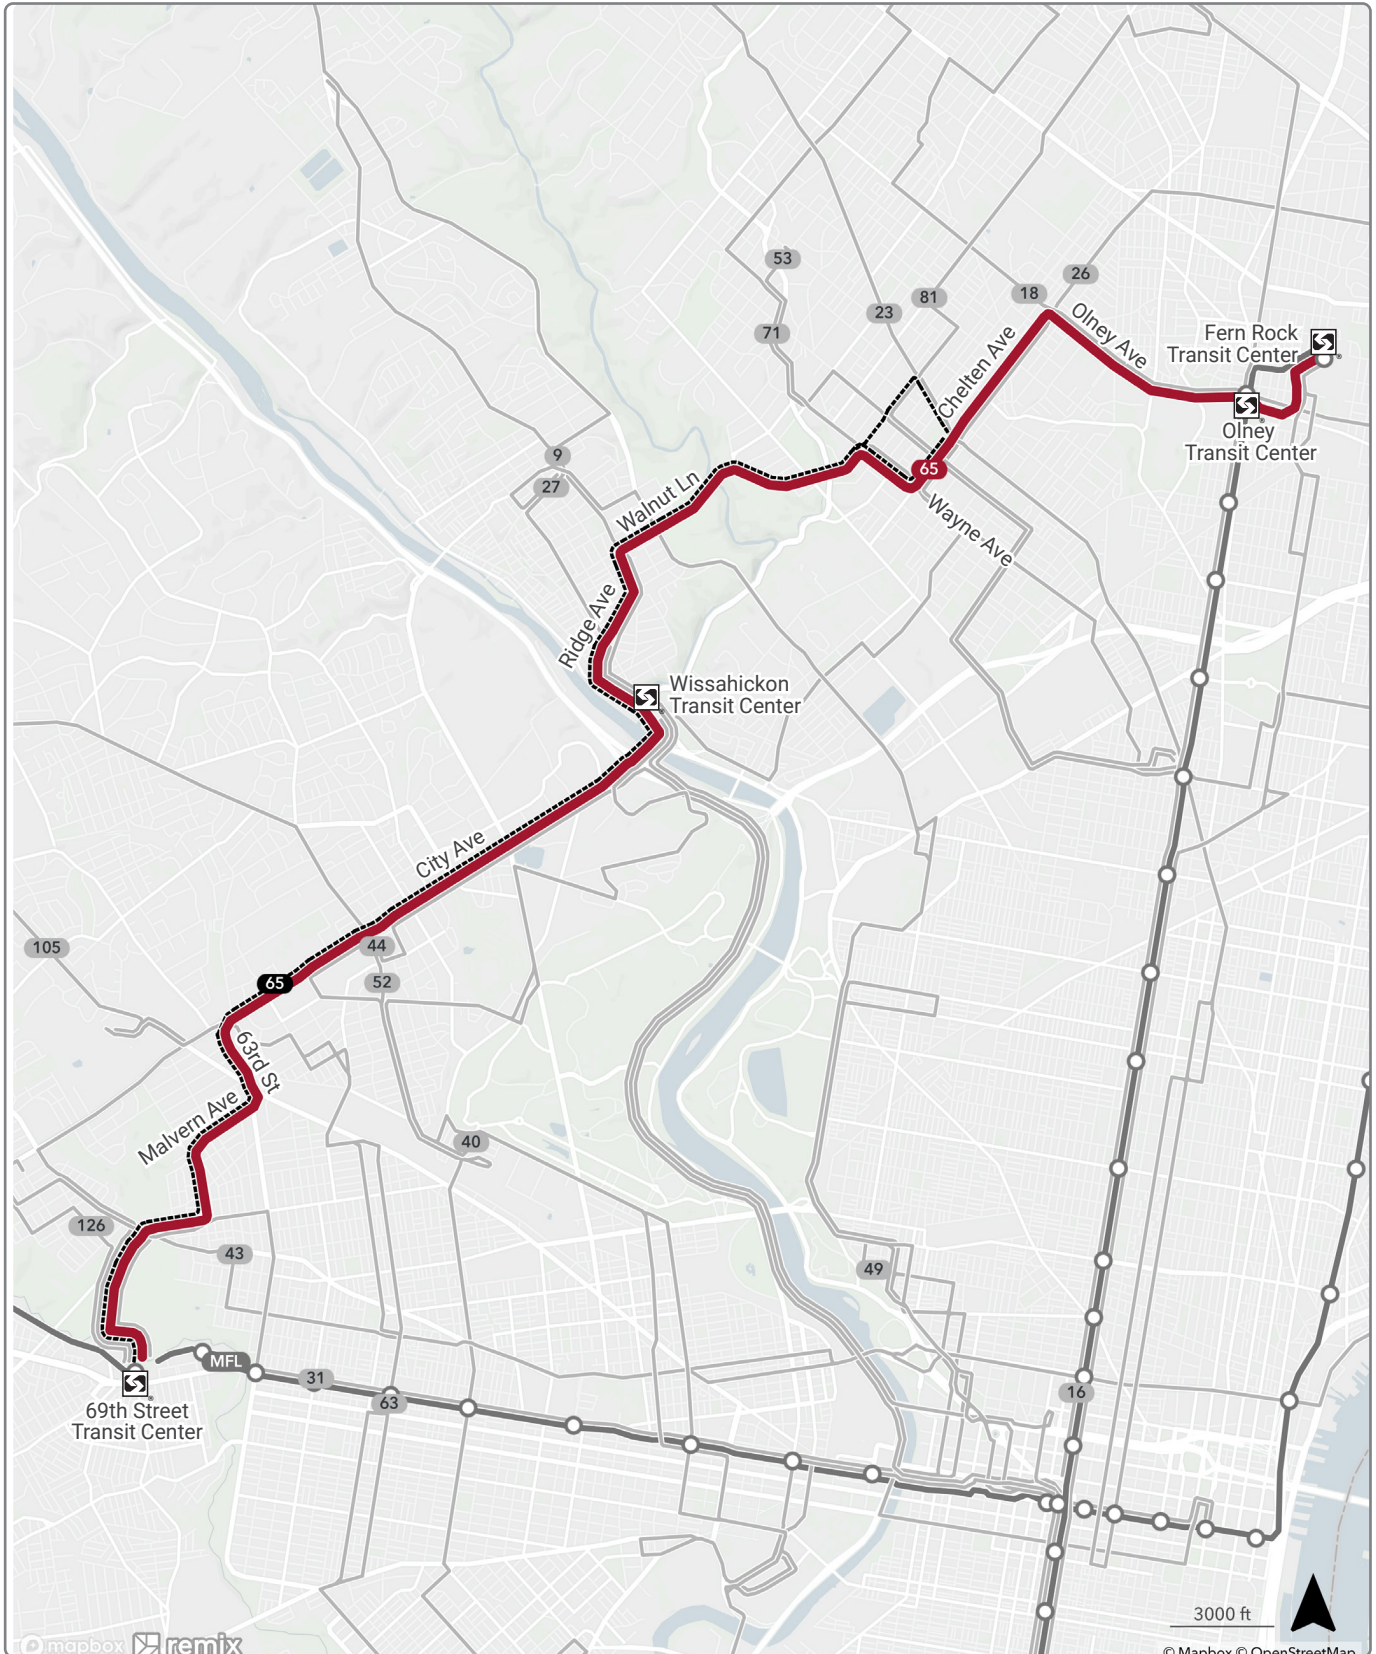 53
26
18
81
23
71
Olney Ave
Fern Rock
Transit Center
Chelten Ave
Olney
Transit Center
9
65
27
Walnut Ln
Wayne Ave
Ridge Ave
Wissahickon
Transit Center
City Ave
105
44
65
52
63rd St
Malvern Ave
40
126
43
49
MFL
31
63
16
69th Street
Transit Center
3000 ft
mapbox
remix
© Mapbox © OpenStreetMap